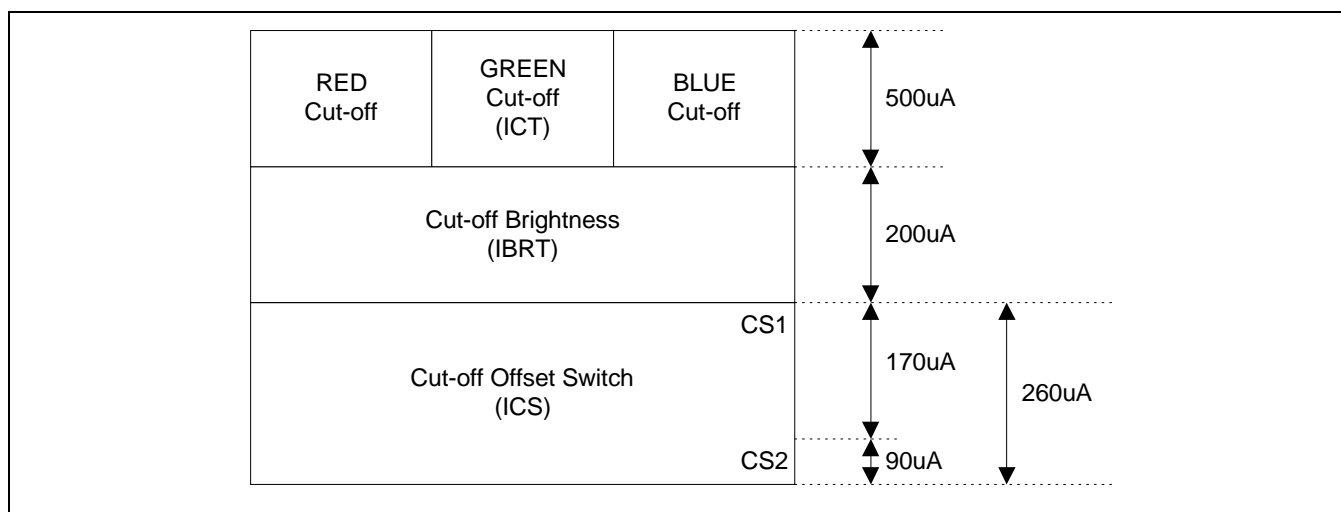 RED
Cut-off
GREEN
Cut-off
(ICT)
BLUE
Cut-off
500uA
Cut-off Brightness
(IBRT)
200uA
CS1
170uA
Cut-off Offset Switch
(ICS)
260uA
CS2
90uA